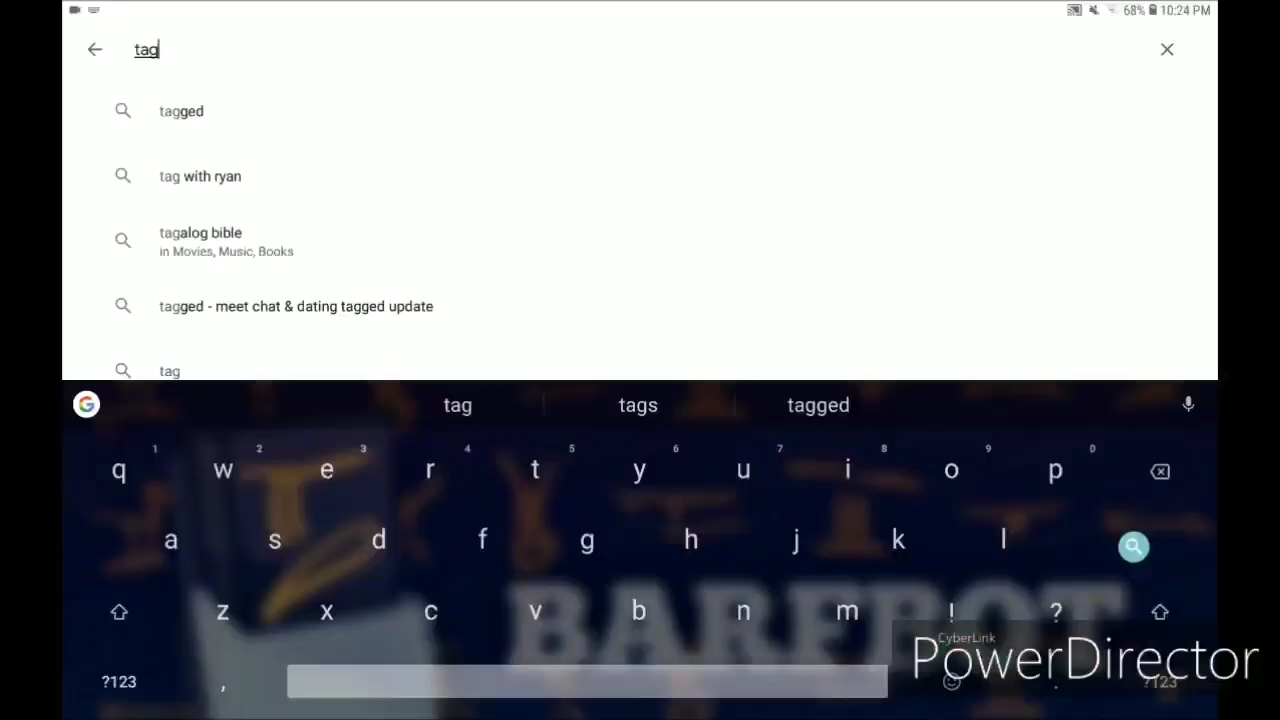 68% 10:24 PM
tag
tagged
tag with ryan
tagalog bible
in Movies, Music, Books
tagged - meet chat & dating tagged update
tag
G tag tags tagged
1 2 3 4 5 6 7 8 9 0
q w e r t y u i o p
a s d f g h j k l
z x c v b n m ! ?
BARFBOT
CyberLink
PowerDirector
?123 , . ?123